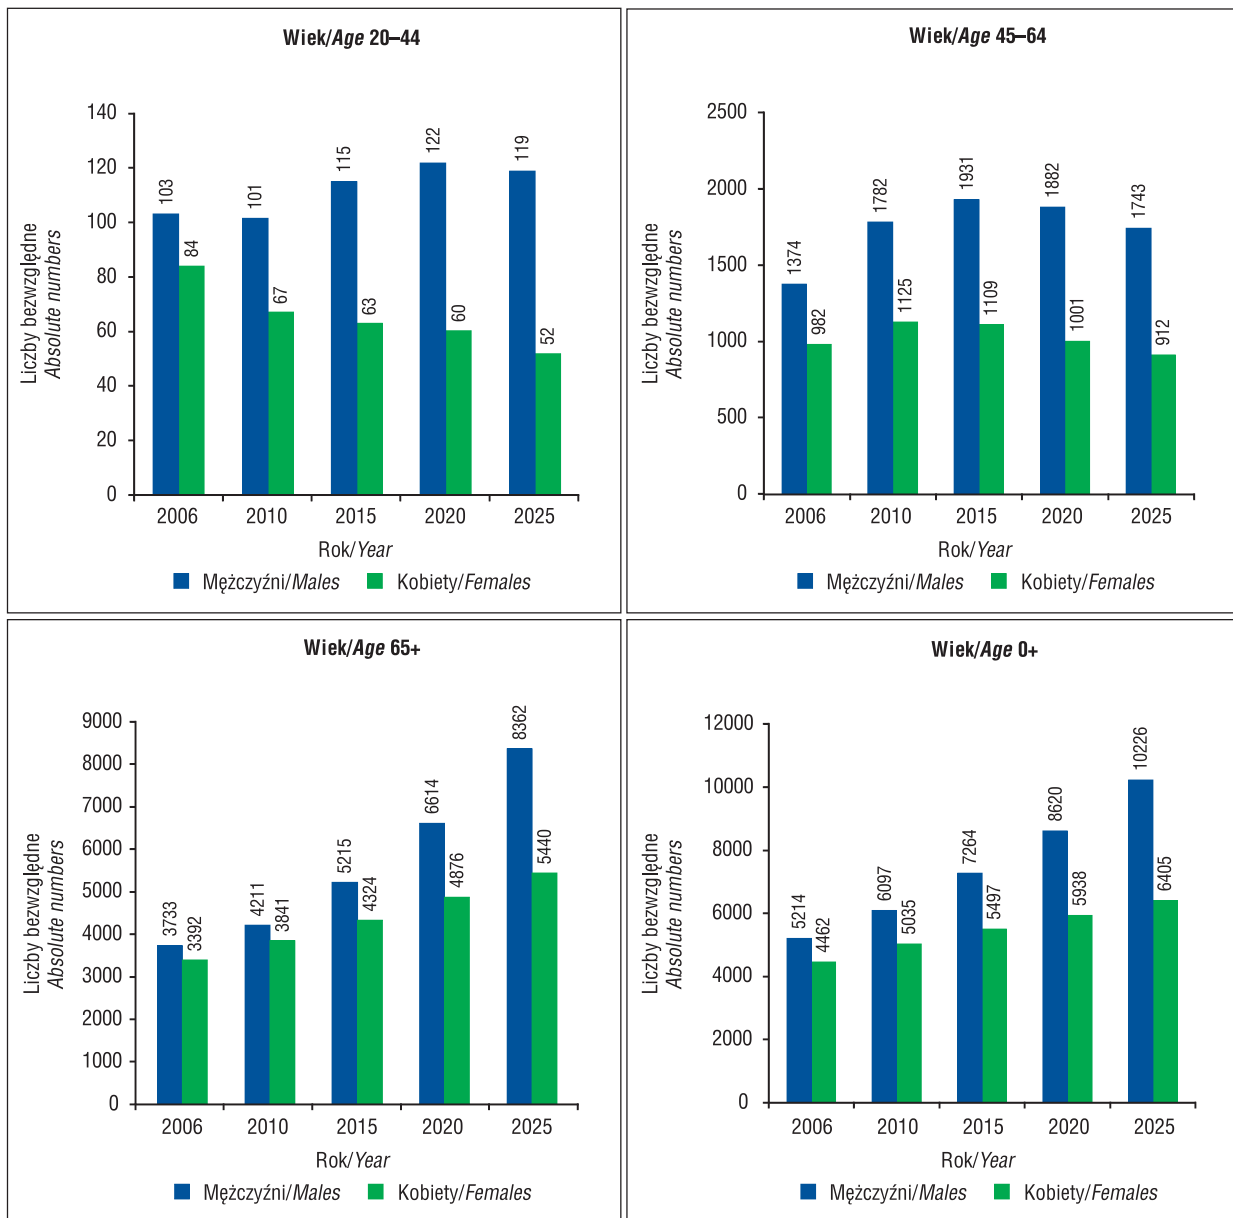 Wiek/Age 20–44
Liczby bezwzględne
Absolute numbers
140
120
100
80
60
40
20
0
103
84
101
67
115
63
122
60
119
52
2006 2010 2015 2020 2025
Rok/Year
Mężczyźni/Males Kobiety/Females
Wiek/Age 45–64
Liczby bezwzględne
Absolute numbers
2500
2000
1500
1000
500
0
1374
982
1782
1125
1931
1109
1882
1001
1743
912
2006 2010 2015 2020 2025
Rok/Year
Mężczyźni/Males Kobiety/Females
Wiek/Age 65+
Liczby bezwzględne
Absolute numbers
9000
8000
7000
6000
5000
4000
3000
2000
1000
0
3733
3392
4211
3841
5215
4324
6614
4876
8362
5440
2006 2010 2015 2020 2025
Rok/Year
Mężczyźni/Males Kobiety/Females
Wiek/Age 0+
Liczby bezwzględne
Absolute numbers
12000
10000
8000
6000
4000
2000
0
5214
4462
6097
5035
7264
5497
8620
5938
10226
6405
2006 2010 2015 2020 2025
Rok/Year
Mężczyźni/Males Kobiety/Females